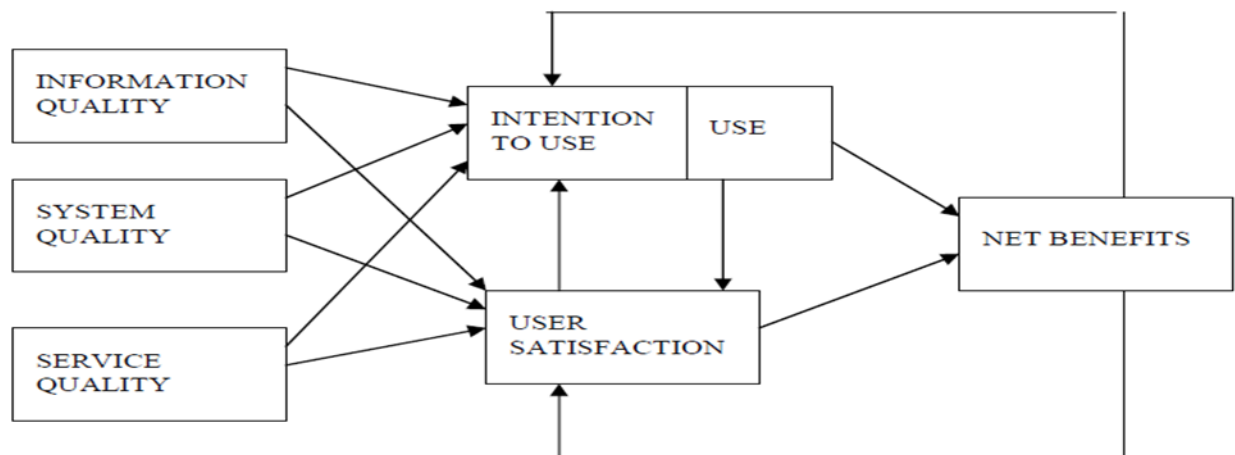 INFORMATION
QUALITY
INTENTION
TO USE
USE
SYSTEM
QUALITY
NET BENEFITS
USER
SATISFACTION
SERVICE
QUALITY